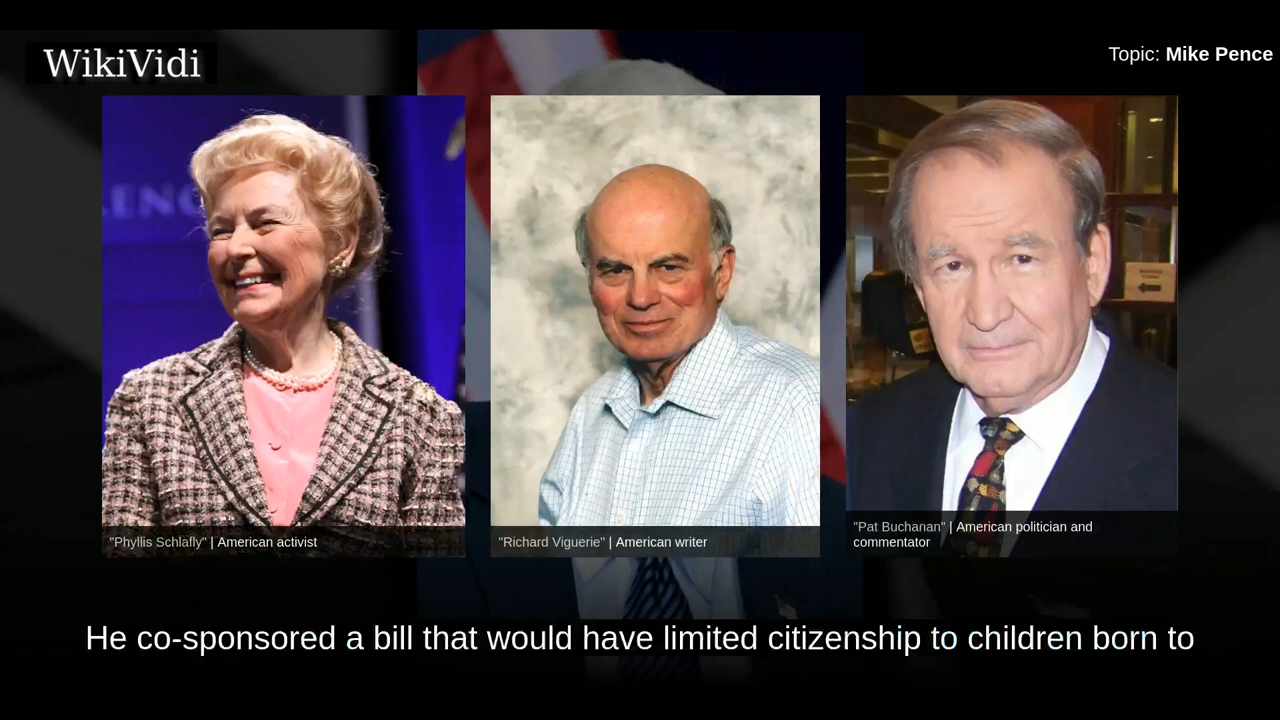 WikiVidi
Topic: Mike Pence
"Phyllis Schlafly" | American activist
"Richard Viguerie" | American writer
"Pat Buchanan" | American politician and
commentator
He co-sponsored a bill that would have limited citizenship to children born to